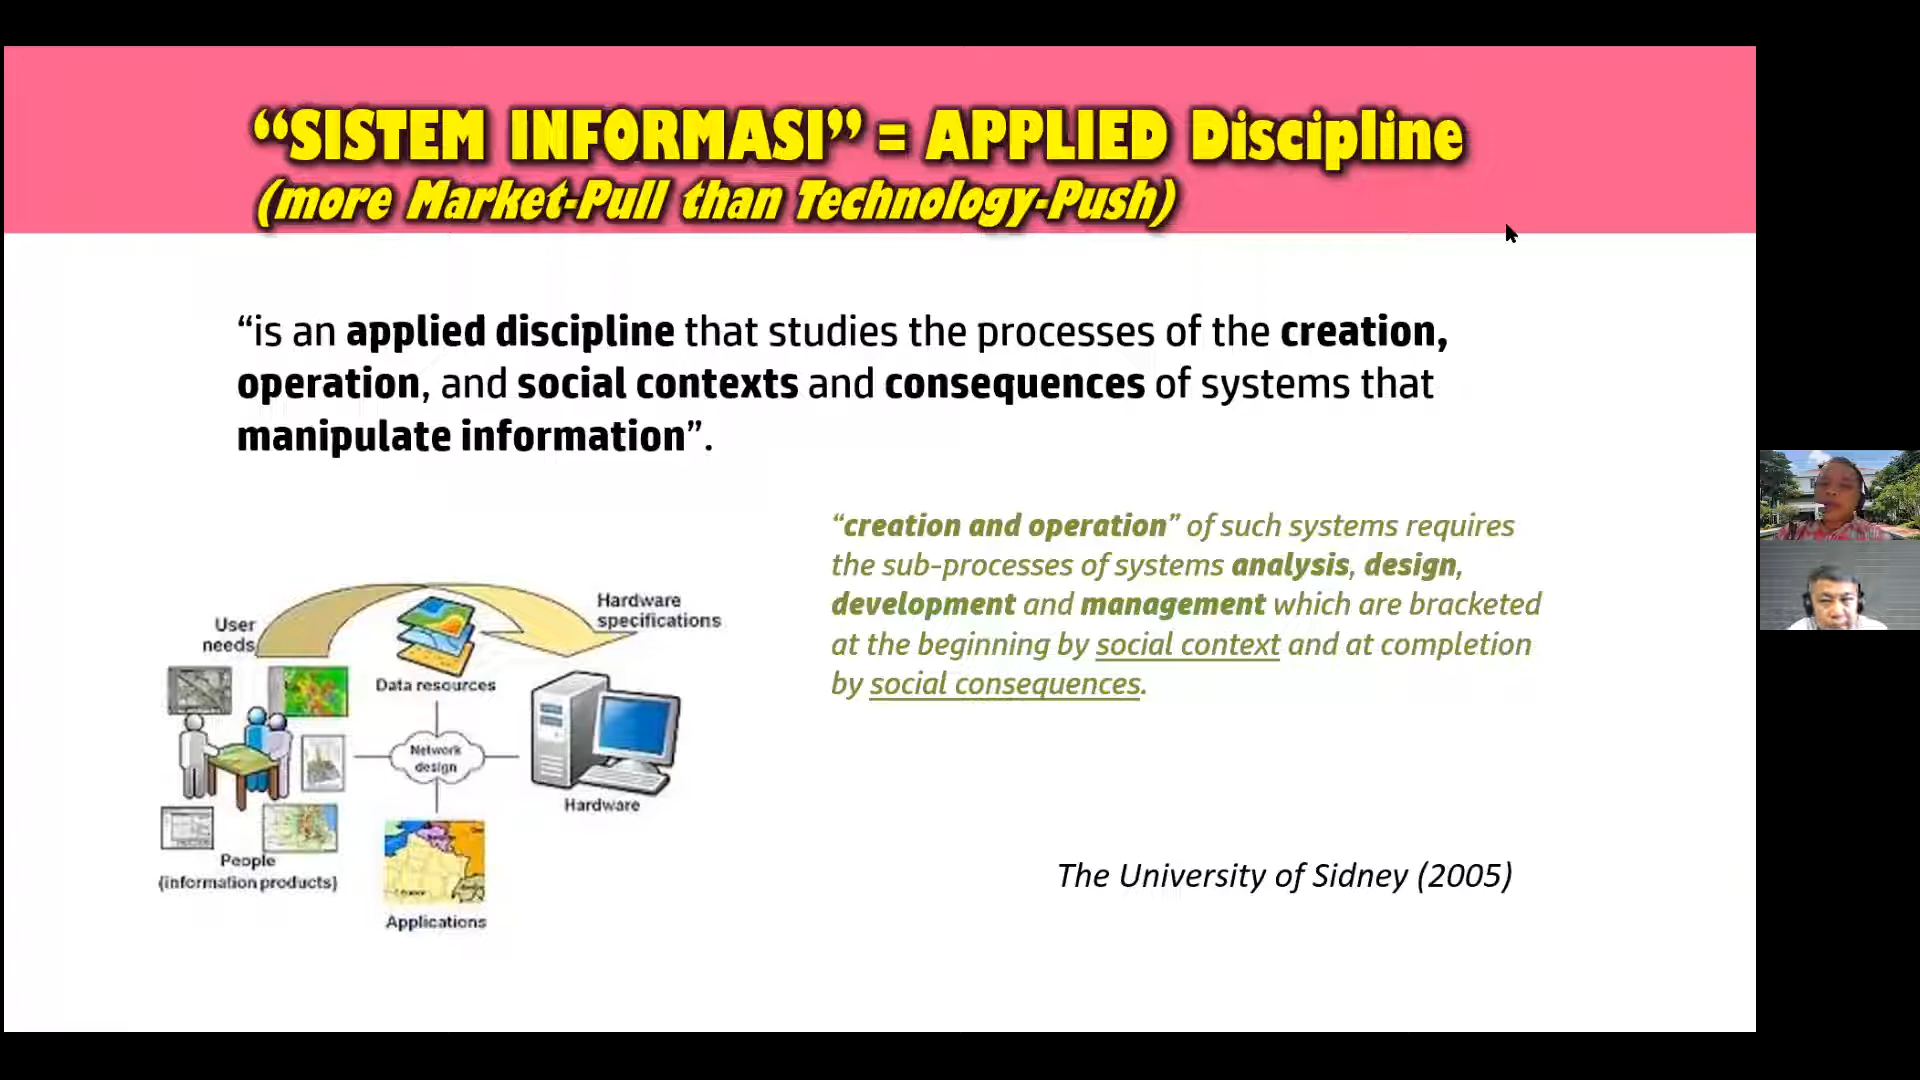 “SISTEM INFORMASI” = APPLIED Discipline
(more Market-Pull than Technology-Push)
“is an applied discipline that studies the processes of the creation,
operation, and social contexts and consequences of systems that
manipulate information”.
“creation and operation” of such systems requires
the sub-processes of systems analysis, design,
development and management which are bracketed
at the beginning by social context and at completion
by social consequences.
User
needs
Hardware
specifications
Data resources
Network
design
Hardware
People
(information products)
Applications
The University of Sidney (2005)